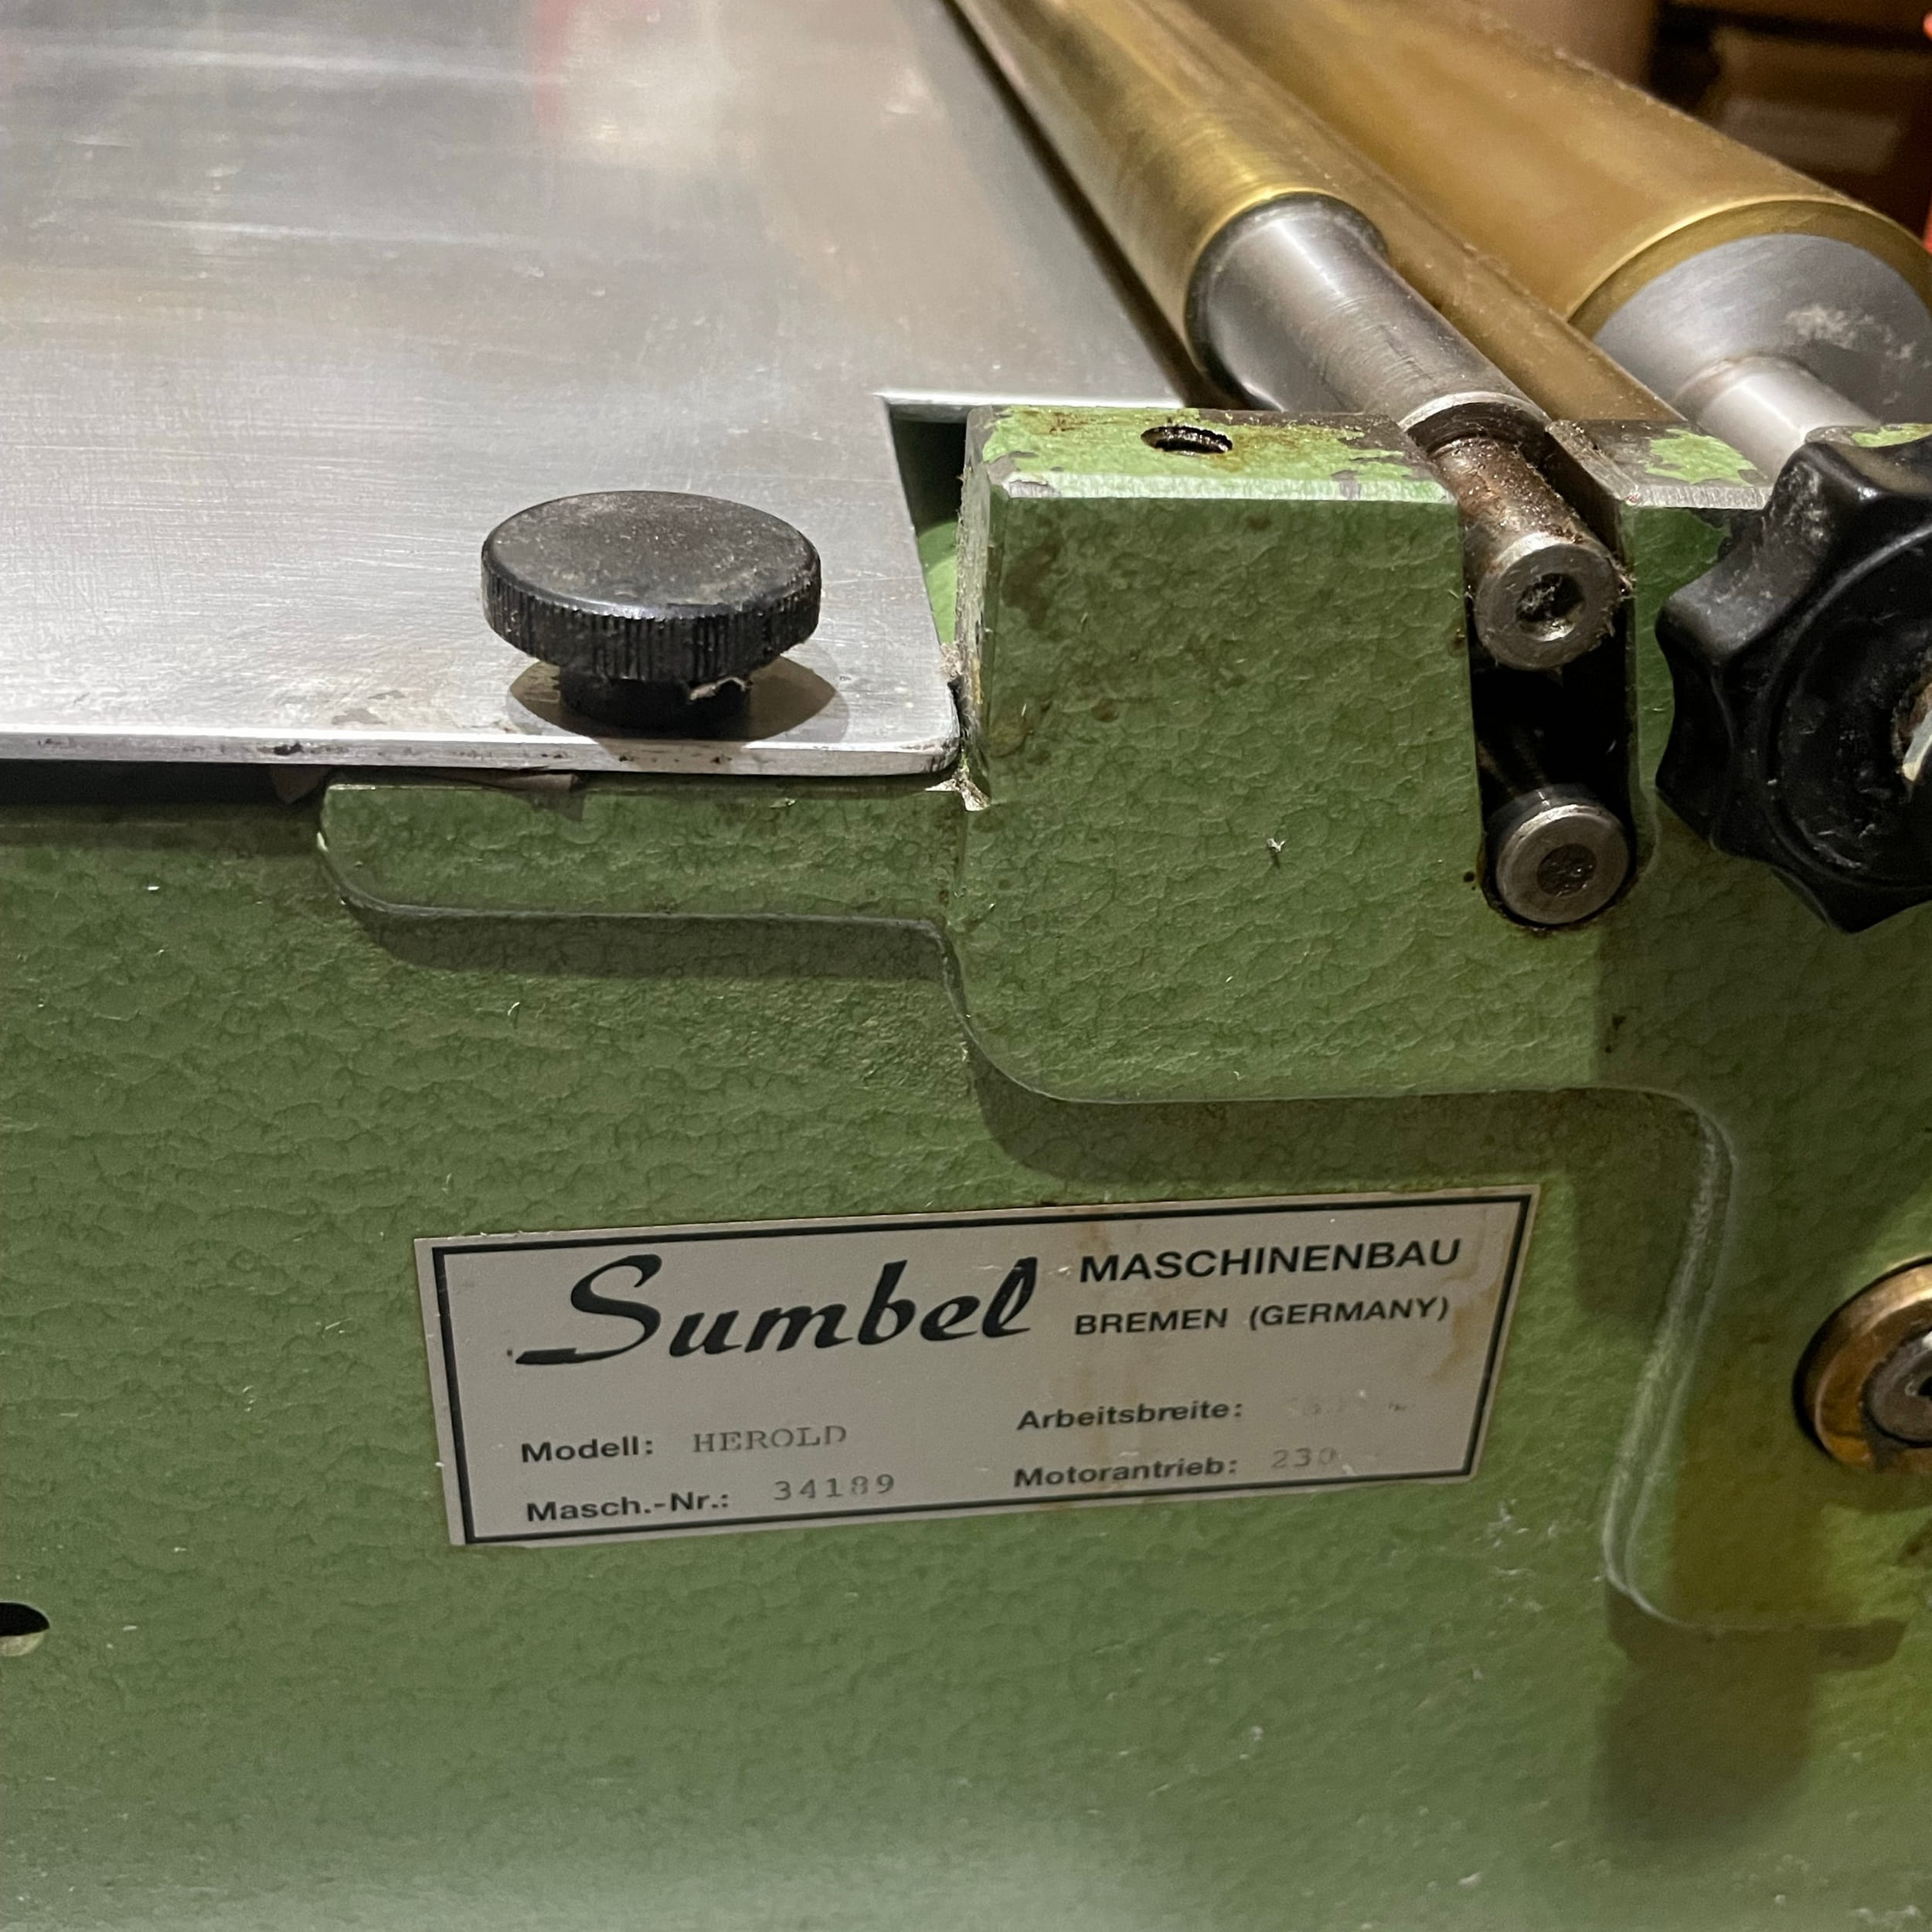 Sumbel MASCHINENBAU
BREMEN (GERMANY)
Modell: HEROLD
Arbeitsbreite:
Masch.-Nr.: 34189
Motorantrieb: 230